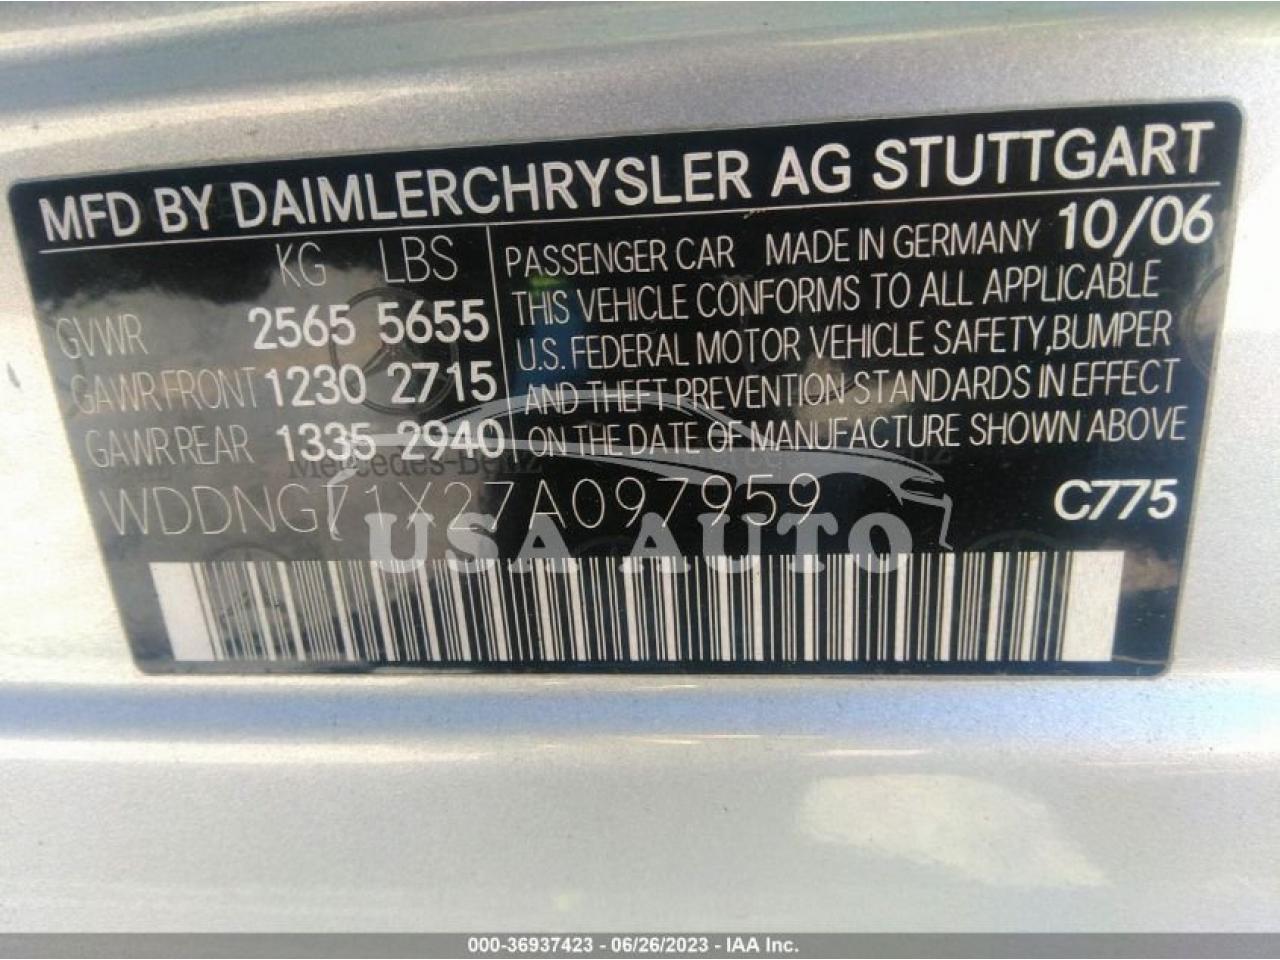 MFD BY DAIMLERCHRYSLER AG STUTTGART
KG LBS
GVWR 2565 5655
GAWR FRONT 1230 2715
GAWR REAR 1335 2940
PASSENGER CAR MADE IN GERMANY 10/06
THIS VEHICLE CONFORMS TO ALL APPLICABLE
U.S. FEDERAL MOTOR VEHICLE SAFETY, BUMPER
AND THEFT PREVENTION STANDARDS IN EFFECT
ON THE DATE OF MANUFACTURE SHOWN ABOVE
Mercedes-Benz
WDDNG71X27A097959 C775
USA AUTO
000-36937423 - 06/26/2023 - IAA Inc.